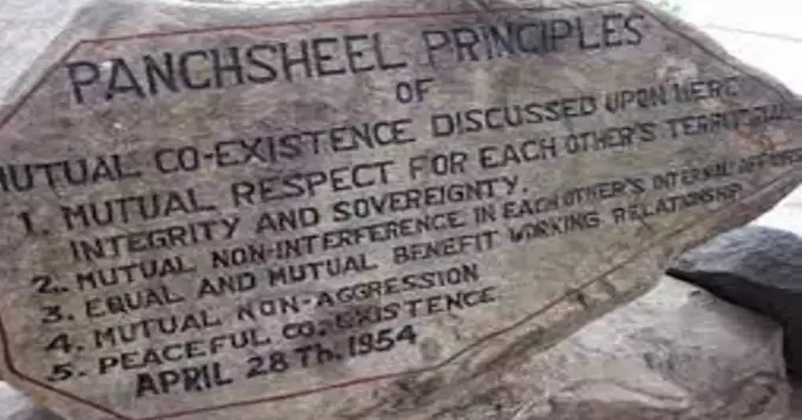 PANCHSHEEL PRINCIPLES
OF
MUTUAL CO-EXISTENCE DISCUSSED UPON HERE
1. MUTUAL RESPECT FOR EACH OTHER'S TERRITORIAL
INTEGRITY AND SOVEREIGNTY.
2.. MUTUAL NON-INTERFERENCE IN EACH OTHER'S INTERNAL
3. EQUAL AND MUTUAL BENEFIT WORKING RELATIONSHIP
4. MUTUAL NON-AGGRESSION
5. PEACEFUL CO-EXISTENCE
APRIL 28Th, 1954